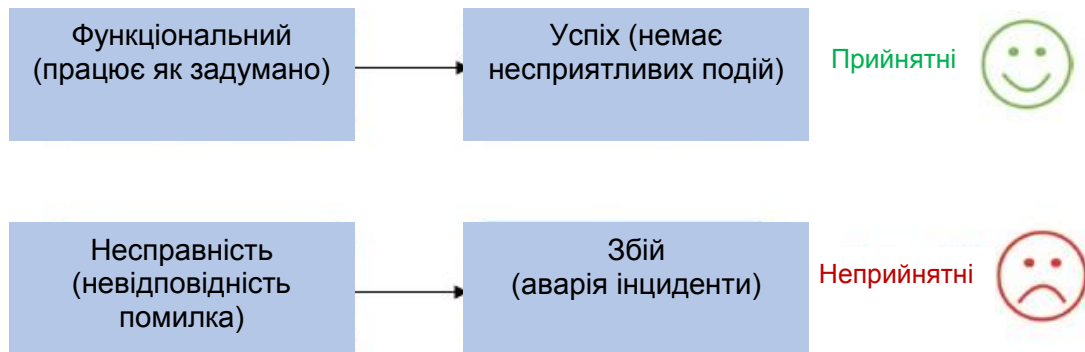 Функціональний
(працює як задумано)
Успіх (немає
несприятливих подій)
Прийнятні
Несправність
(невідповідність
помилка)
Збій
(аварія інциденти)
Неприйнятні